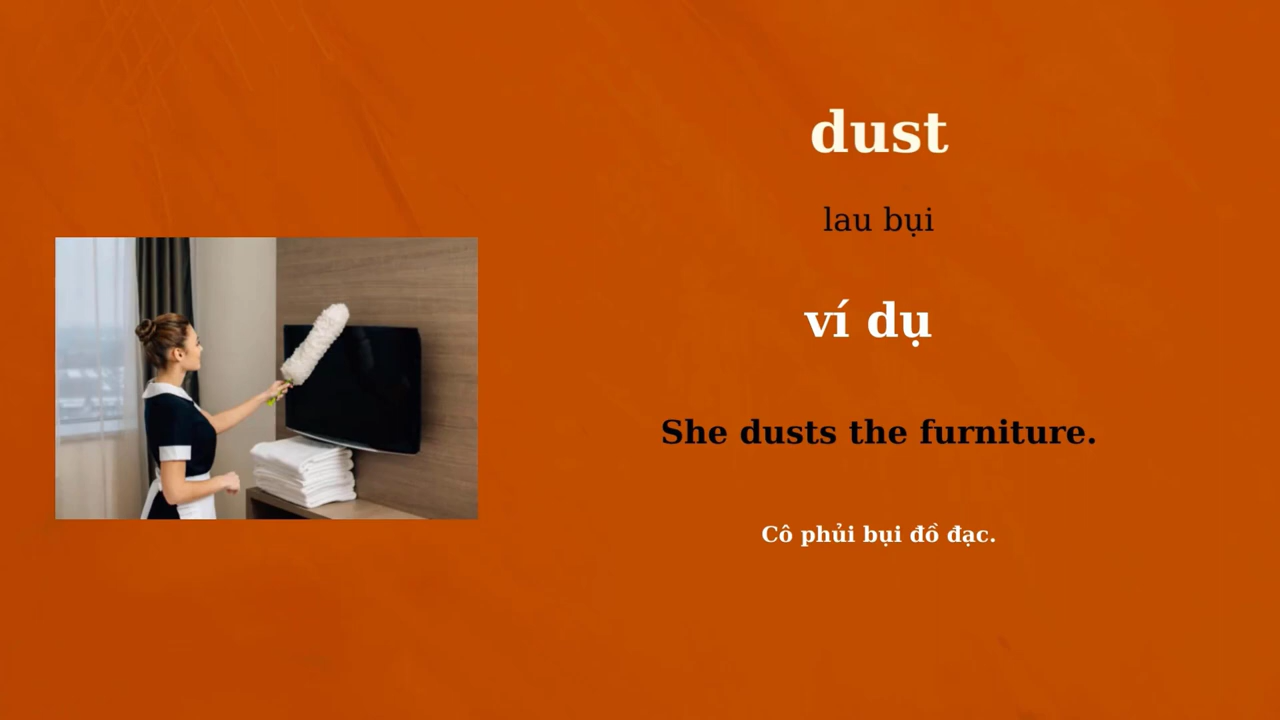 dust
lau bụi
ví dụ
She dusts the furniture.
Cô phủi bụi đồ đạc.